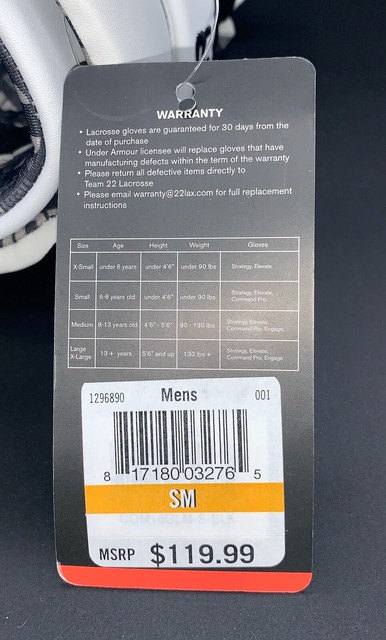 WARRANTY
• Lacrosse gloves are guaranteed for 30 days from the
date of purchase
• Under Armour licensee will replace gloves that have
manufacturing defects within the term of the warranty
• Please return all defective items directly to
Team 22 Lacrosse
• Please email warranty@22lax.com for full replacement
instructions
Size Age Height Weight Gloves
X-Small under 6 years under 4'6" under 90 lbs Strategy, Elevate
Small 6-8 years old under 4'6" under 90 lbs Strategy, Elevate,
Command Pro,
Medium 8-13 years old 4'6" - 5'6" 90 - 130 lbs Strategy, Elevate,
Command Pro, Engage,
Large
X-Large 13+ years 5'6" and up 130 lbs + Strategy, Elevate,
Command Pro, Engage
1296890 Mens 001
8 17180 03276 5
SM
MSRP $119.99